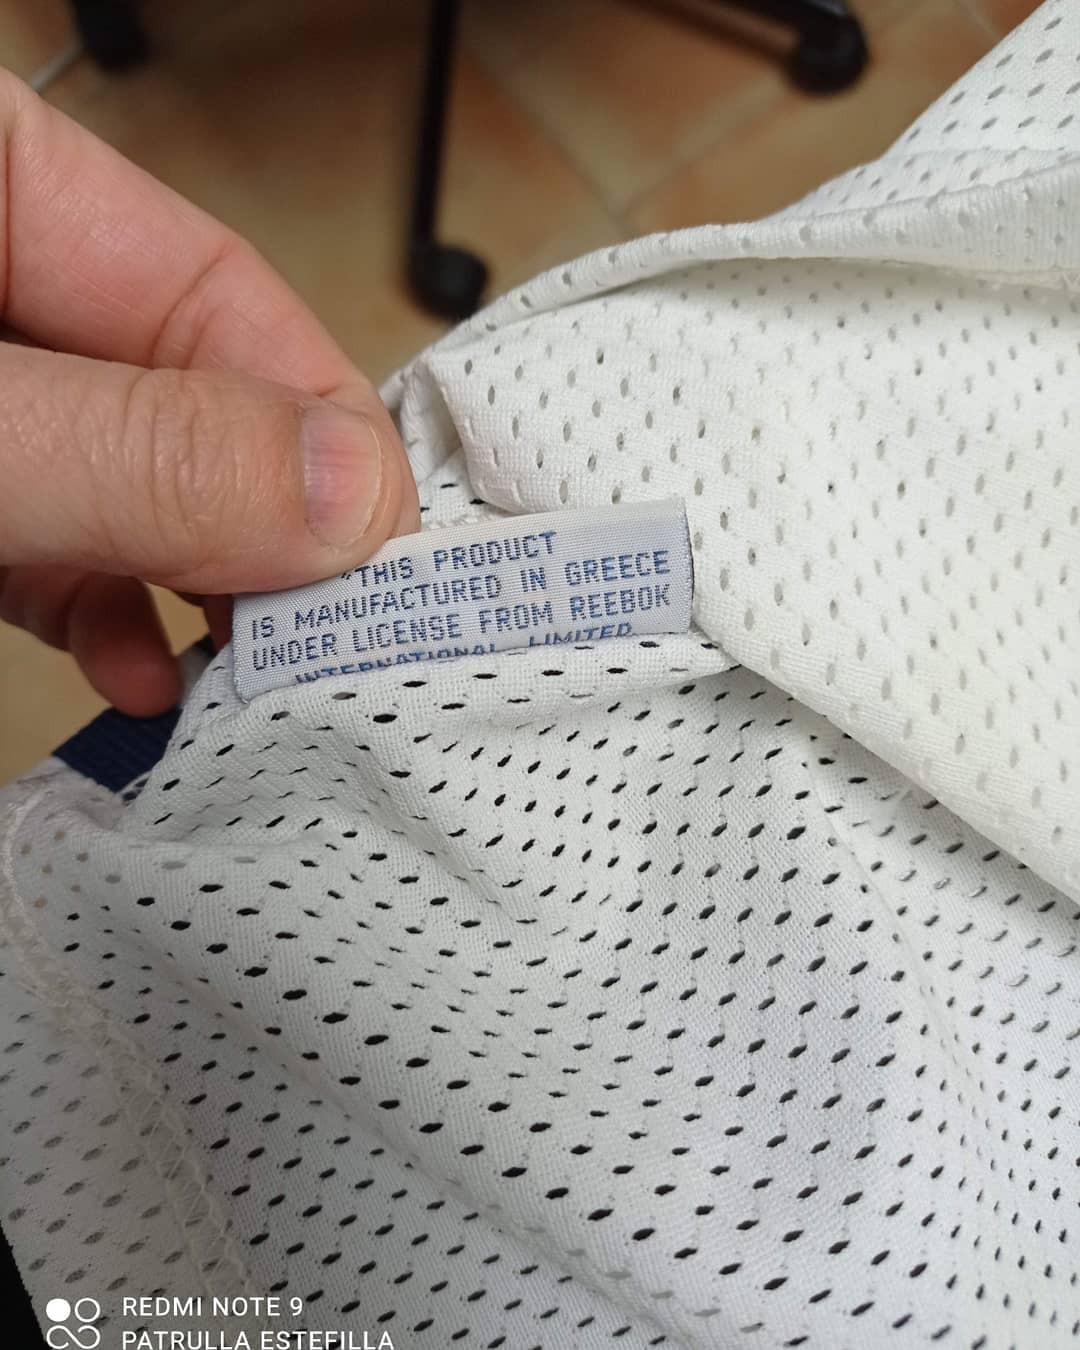 "THIS PRODUCT
IS MANUFACTURED IN GREECE
UNDER LICENSE FROM REEBOK
INTERNATIONAL LIMITED
REDMI NOTE 9
PATRULLA ESTEFILLA